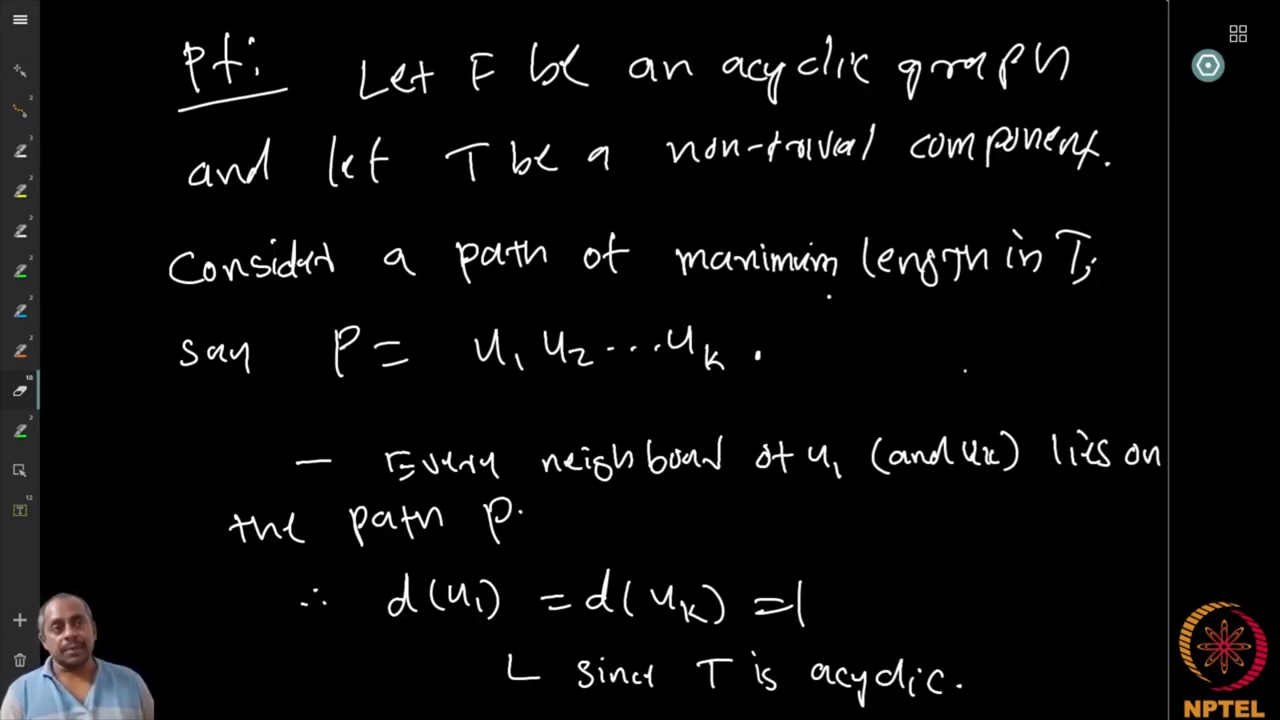 Pf:  Let F be an acyclic graph
and let T be a non-trival component.
Consider a path of maximum length in T,
say P = u1 u2 ... uk .
— Every neighbour of u1 (and uk) lies on
the path P.
∴ d(u1) = d(uk) = 1
L since T is acyclic.
NPTEL